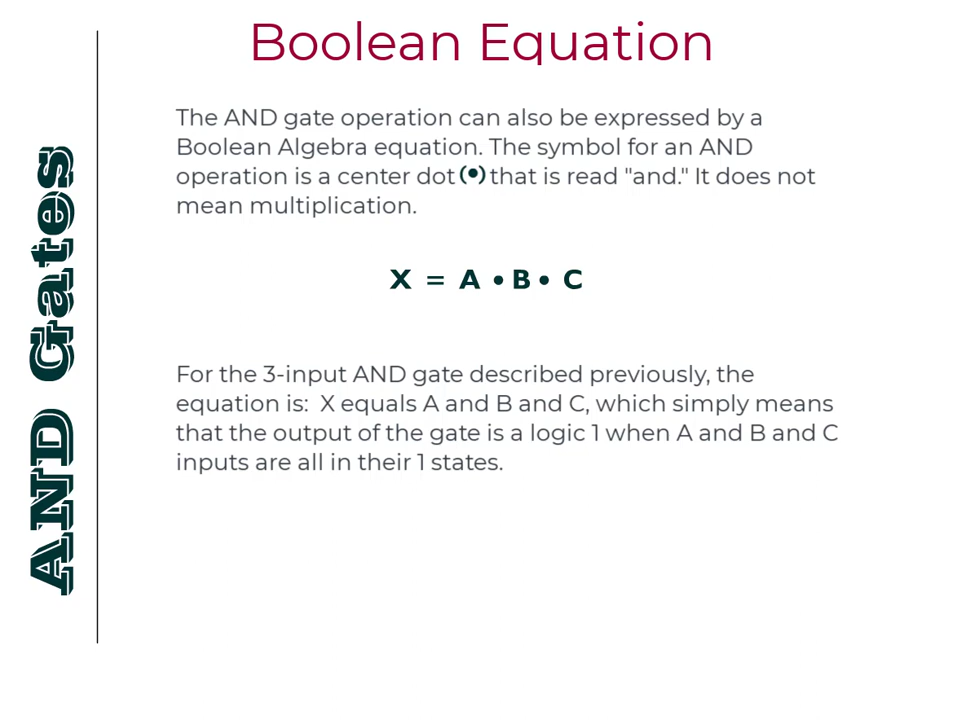 Boolean Equation
AND Gates
The AND gate operation can also be expressed by a
Boolean Algebra equation. The symbol for an AND
operation is a center dot (•) that is read "and." It does not
mean multiplication.
X = A • B • C
For the 3-input AND gate described previously, the
equation is:  X equals A and B and C, which simply means
that the output of the gate is a logic 1 when A and B and C
inputs are all in their 1 states.